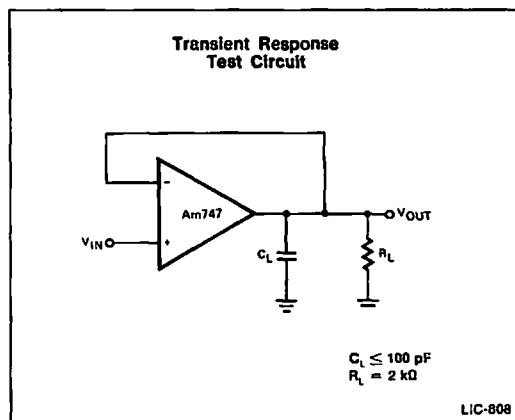 Transient Response
Test Circuit
−
Am747
VIN
+
VOUT
CL
RL
CL ≤ 100 pF
RL = 2 kΩ
LIC-808